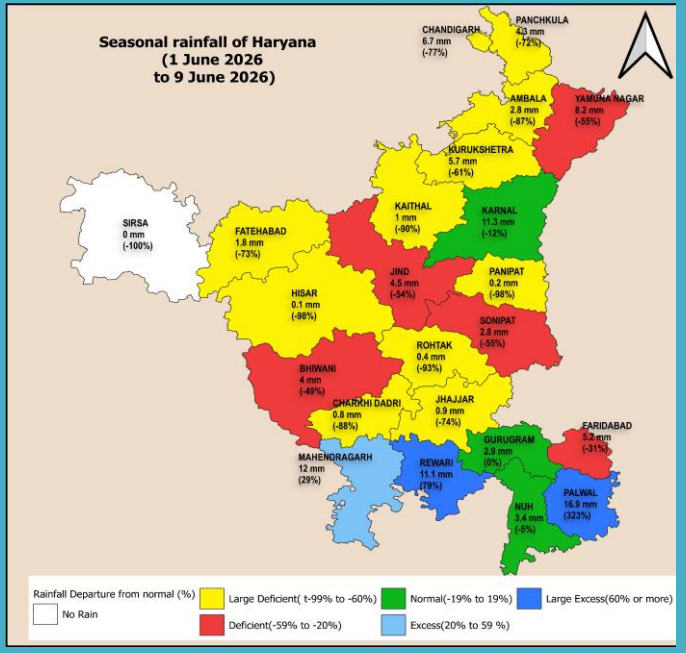 Seasonal rainfall of Haryana
(1 June 2026
to 9 June 2026)
PANCHKULA
4.3 mm
(-72%)
CHANDIGARH
6.7 mm
(-77%)
AMBALA
2.8 mm
(-87%)
YAMUNA NAGAR
8.2 mm
(-55%)
KURUKSHETRA
5.7 mm
(-61%)
KAITHAL
1 mm
(-90%)
KARNAL
11.3 mm
(-12%)
SIRSA
0 mm
(-100%)
FATEHABAD
1.8 mm
(-73%)
JIND
4.5 mm
(-54%)
PANIPAT
0.2 mm
(-98%)
HISAR
0.1 mm
(-98%)
SONIPAT
2.8 mm
(-55%)
ROHTAK
0.4 mm
(-93%)
BHIWANI
4 mm
(-49%)
CHARKHI DADRI
0.8 mm
(-88%)
JHAJJAR
0.9 mm
(-74%)
FARIDABAD
5.2 mm
(-31%)
GURUGRAM
2.9 mm
(0%)
MAHENDRAGARH
12 mm
(29%)
REWARI
11.1 mm
(79%)
PALWAL
16.9 mm
(323%)
NUH
3.4 mm
(-5%)
Rainfall Departure from normal (%)
No Rain
Large Deficient( t-99% to -60%)
Deficient(-59% to -20%)
Normal(-19% to 19%)
Excess(20% to 59 %)
Large Excess(60% or more)